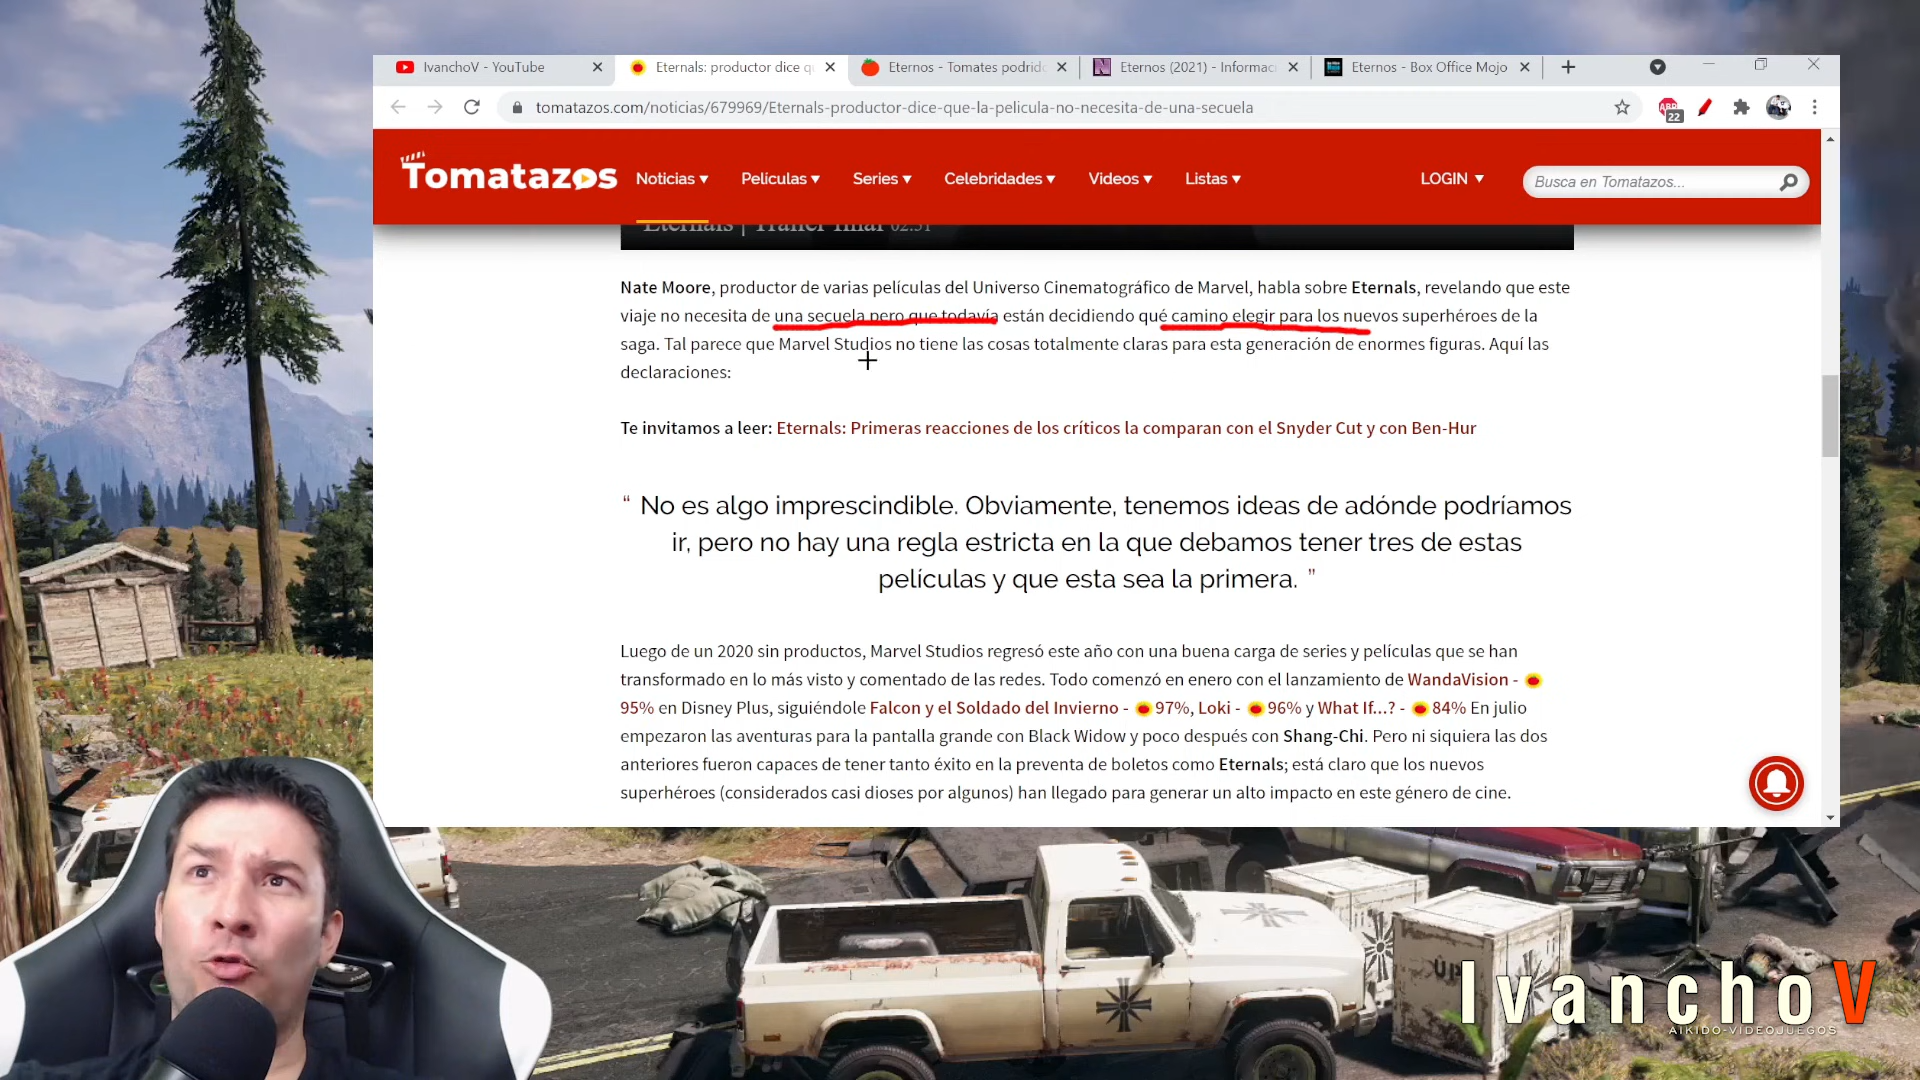 IvanchoV - YouTube
Eternals: productor dice qu
Eternos - Tomates podrido
Eternos (2021) - Informaci
Eternos - Box Office Mojo
tomatazos.com/noticias/679969/Eternals-productor-dice-que-la-pelicula-no-necesita-de-una-secuela
ABP
22
Tomatazos
Noticias ▾ Películas ▾ Series ▾ Celebridades ▾ Videos ▾ Listas ▾
LOGIN ▾
Busca en Tomatazos...
Eternals | Tráiler final 02:51
Nate Moore, productor de varias películas del Universo Cinematográfico de Marvel, habla sobre Eternals, revelando que este
viaje no necesita de una secuela pero que todavía están decidiendo qué camino elegir para los nuevos superhéroes de la
saga. Tal parece que Marvel Studios no tiene las cosas totalmente claras para esta generación de enormes figuras. Aquí las
declaraciones:
Te invitamos a leer: Eternals: Primeras reacciones de los críticos la comparan con el Snyder Cut y con Ben-Hur
“ No es algo imprescindible. Obviamente, tenemos ideas de adónde podríamos
ir, pero no hay una regla estricta en la que debamos tener tres de estas
películas y que esta sea la primera. ”
Luego de un 2020 sin productos, Marvel Studios regresó este año con una buena carga de series y películas que se han
transformado en lo más visto y comentado de las redes. Todo comenzó en enero con el lanzamiento de WandaVision -
95% en Disney Plus, siguiéndole Falcon y el Soldado del Invierno - 97%, Loki - 96% y What If...? - 84% En julio
empezaron las aventuras para la pantalla grande con Black Widow y poco después con Shang-Chi. Pero ni siquiera las dos
anteriores fueron capaces de tener tanto éxito en la preventa de boletos como Eternals; está claro que los nuevos
superhéroes (considerados casi dioses por algunos) han llegado para generar un alto impacto en este género de cine.
UP
IvanchoV
AIKIDO-VIDEOJUEGOS